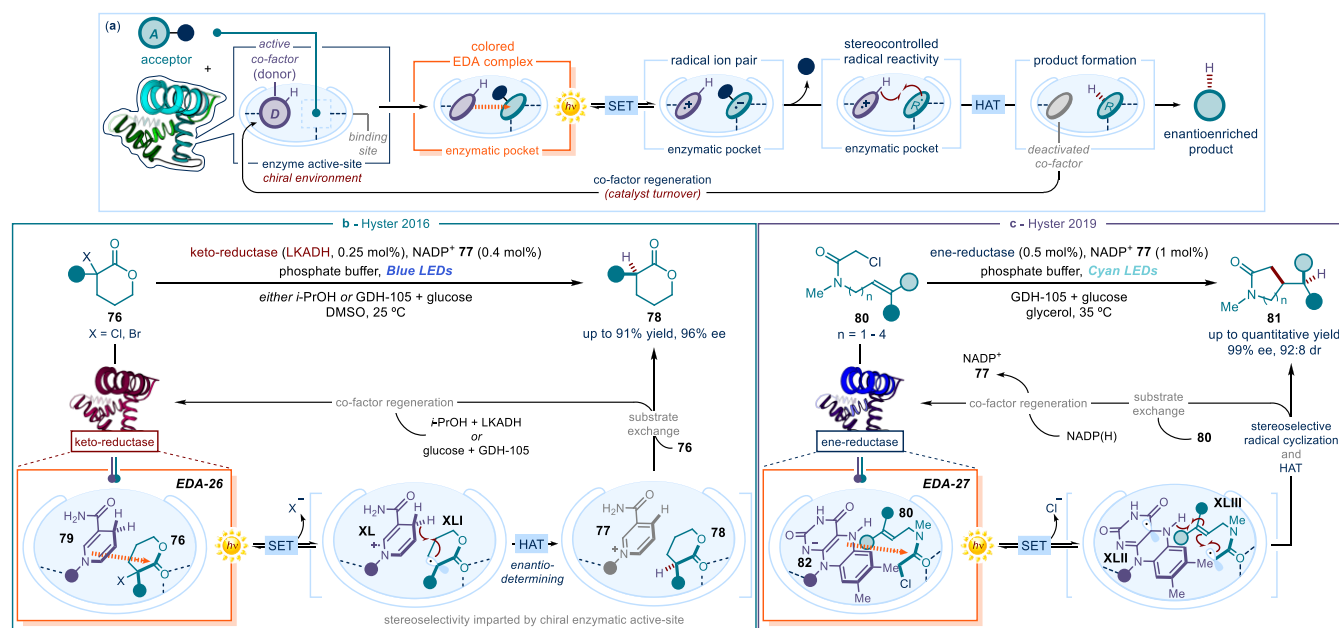 (a)
A
acceptor
+
active
co-factor
(donor)
H
D
binding
site
enzyme active-site
chiral environment
colored
EDA complex
H
enzymatic pocket
hν
SET
radical ion pair
H
+
-
enzymatic pocket
stereocontrolled
radical reactivity
H
+
R
enzymatic pocket
HAT
product formation
H
R
deactivated
co-factor
H
enantioenriched
product
co-factor regeneration
(catalyst turnover)
b - Hyster 2016
X
O
O
76
X = Cl, Br
keto-reductase (LKADH, 0.25 mol%), NADP+ 77 (0.4 mol%)
phosphate buffer, Blue LEDs
either i-PrOH or GDH-105 + glucose
DMSO, 25 ºC
H
O
O
78
up to 91% yield, 96% ee
co-factor regeneration
i-PrOH + LKADH
or
glucose + GDH-105
substrate
exchange
76
keto-reductase
EDA-26
O
H2N
H
H
79
76
N
O
O
X
hν
X-
SET
O
H2N
H
H
XL
XLI
+
N
O
O
HAT
enantio-
determining
O
H2N
H
77
78
+
N
O
O
H
stereoselectivity imparted by chiral enzymatic active-site
c - Hyster 2019
O
Cl
N
Me
n
80
n = 1 - 4
ene-reductase (0.5 mol%), NADP+ 77 (1 mol%)
phosphate buffer, Cyan LEDs
GDH-105 + glucose
glycerol, 35 ºC
O
N
Me
n
H
81
up to quantitative yield
99% ee, 92:8 dr
NADP+
77
co-factor regeneration
NADP(H)
substrate
exchange
80
stereoselective
radical cyclization
and
HAT
ene-reductase
EDA-27
O
HN
O
N
-
N
H
N
80
N
Me
O
Cl
82
Me
Me
hν
Cl-
SET
O
HN
O
N
N
H
N
XLIII
N
Me
O
XLII
Me
Me